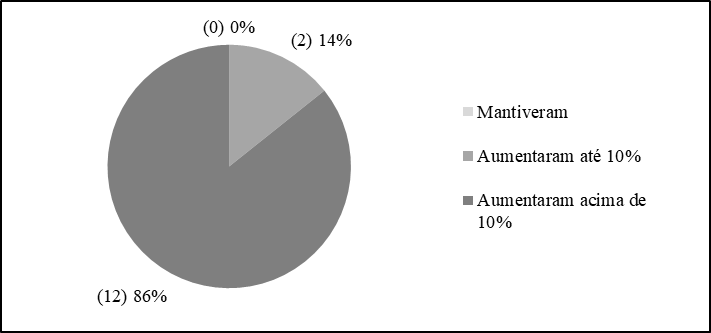 (0) 0%
(2) 14%
Mantiveram
Aumentaram até 10%
Aumentaram acima de
10%
(12) 86%